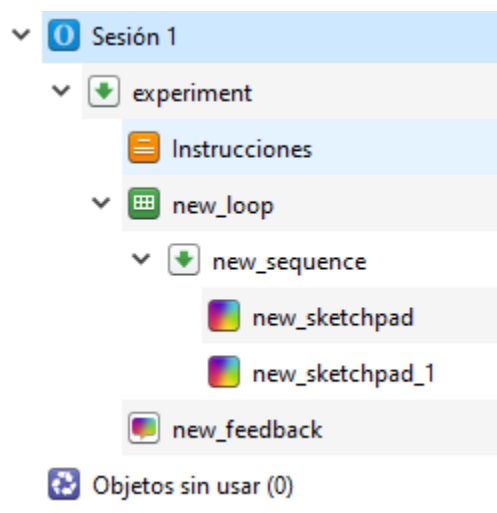 Sesión 1
experiment
Instrucciones
new_loop
new_sequence
new_sketchpad
new_sketchpad_1
new_feedback
Objetos sin usar (0)